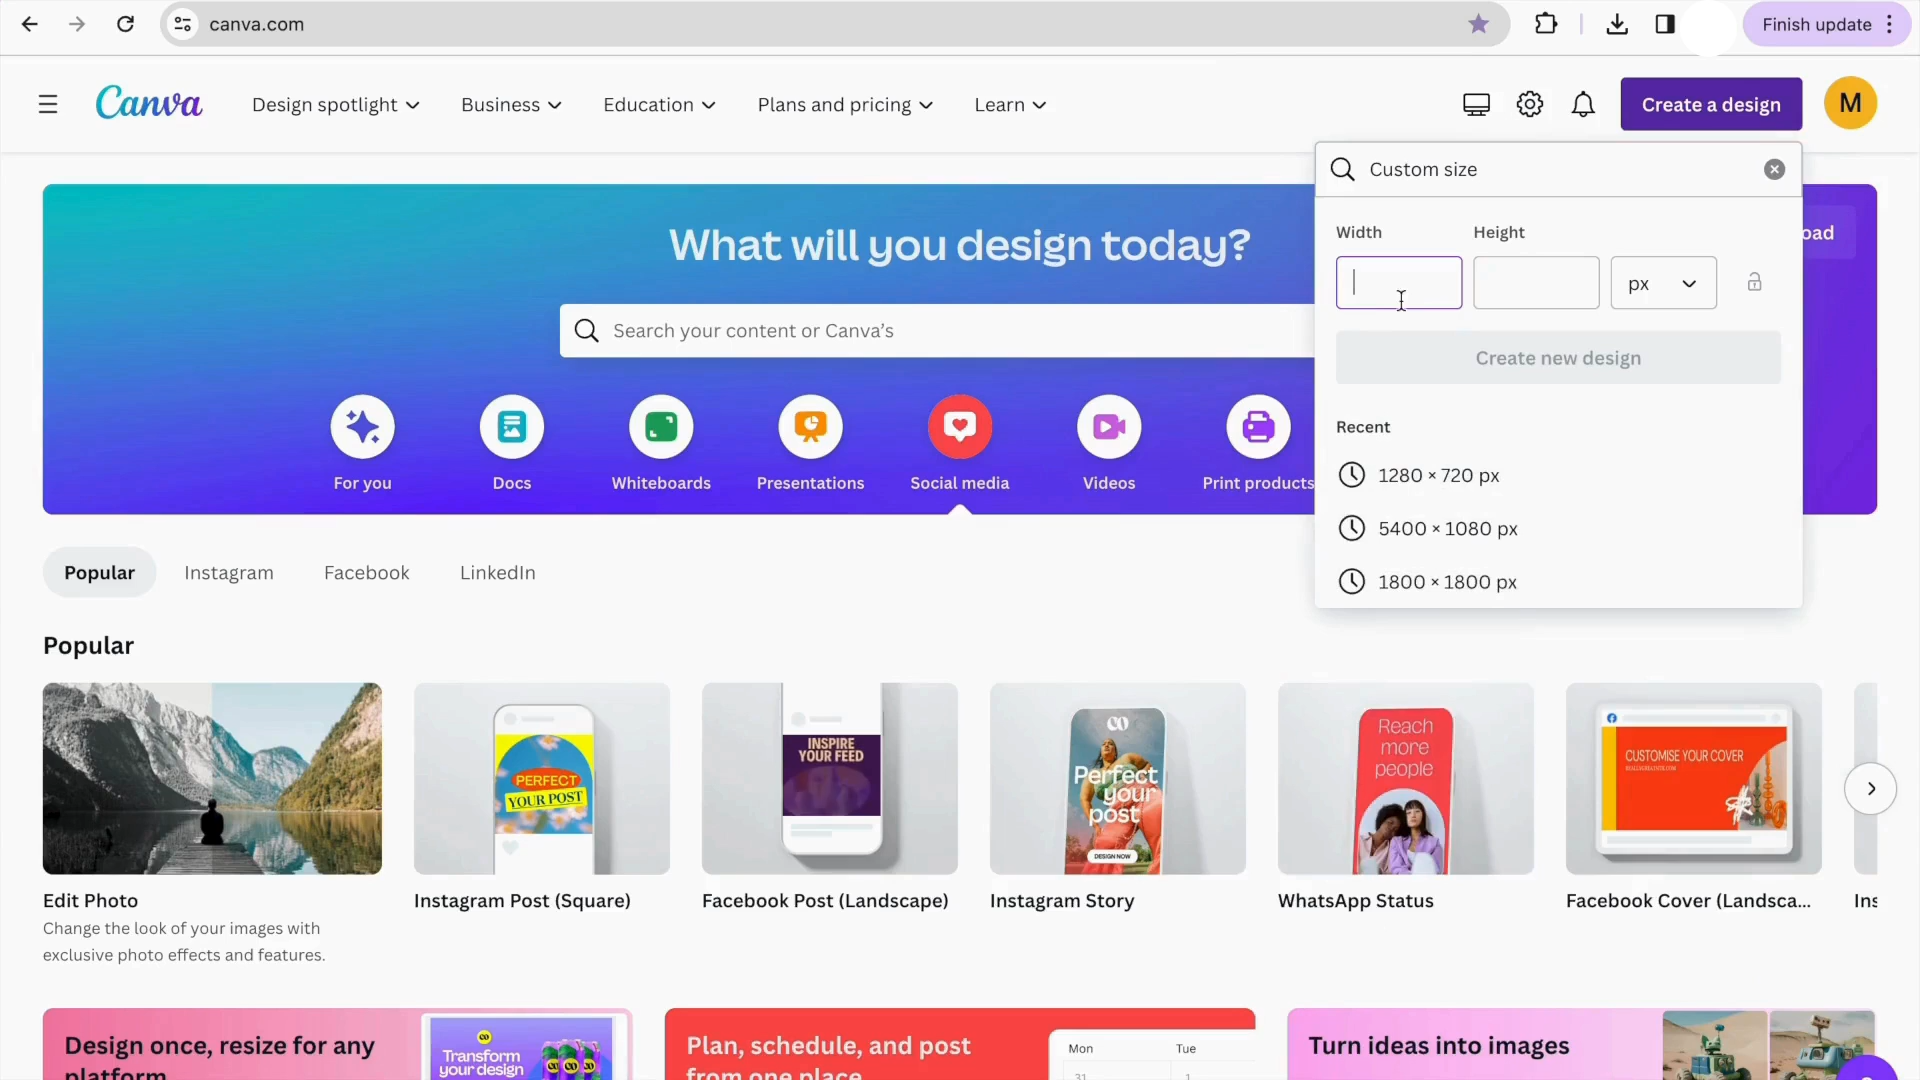 canva.com
Finish update
Canva
Design spotlight
Business
Education
Plans and pricing
Learn
Create a design
M
Custom size
Width
Height
px
Create new design
Recent
1280 × 720 px
5400 × 1080 px
1800 × 1800 px
oad
What will you design today?
Search your content or Canva's
For you
Docs
Whiteboards
Presentations
Social media
Videos
Print products
Popular
Instagram
Facebook
LinkedIn
Popular
PERFECT
YOUR POST
INSPIRE
YOUR FEED
Perfect
your
post
DESIGN NOW
Reach
more
people
CUSTOMISE YOUR COVER
Edit Photo
Change the look of your images with
exclusive photo effects and features.
Instagram Post (Square)
Facebook Post (Landscape)
Instagram Story
WhatsApp Status
Facebook Cover (Landsca...
Ins
Design once, resize for any
platform
Transform
your design
Plan, schedule, and post
from one place
Mon
Tue
31
1
Turn ideas into images